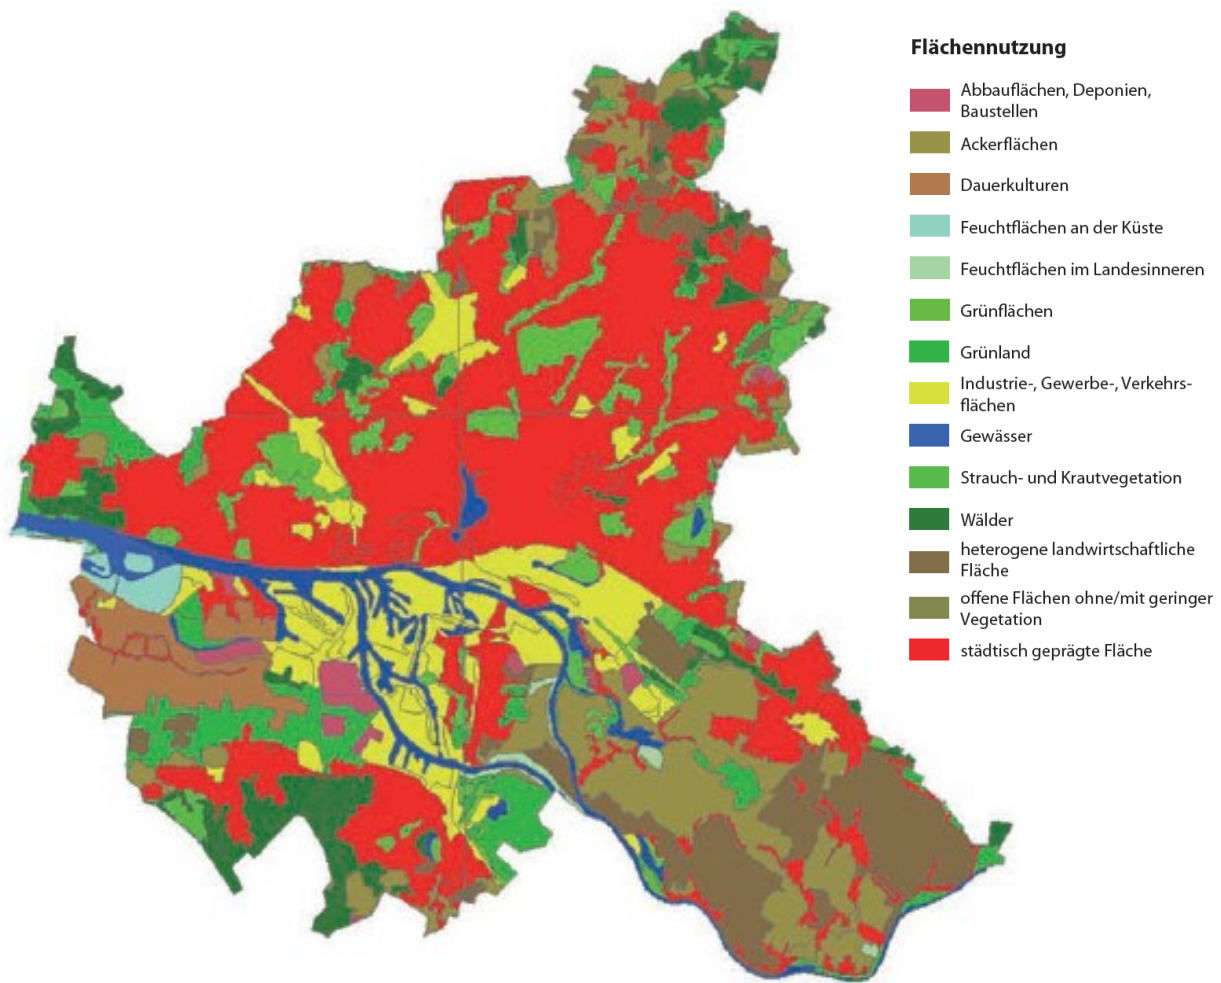 Flächennutzung
Abbauflächen, Deponien,
Baustellen
Ackerflächen
Dauerkulturen
Feuchtflächen an der Küste
Feuchtflächen im Landesinneren
Grünflächen
Grünland
Industrie-, Gewerbe-, Verkehrs-
flächen
Gewässer
Strauch- und Krautvegetation
Wälder
heterogene landwirtschaftliche
Fläche
offene Flächen ohne/mit geringer
Vegetation
städtisch geprägte Fläche